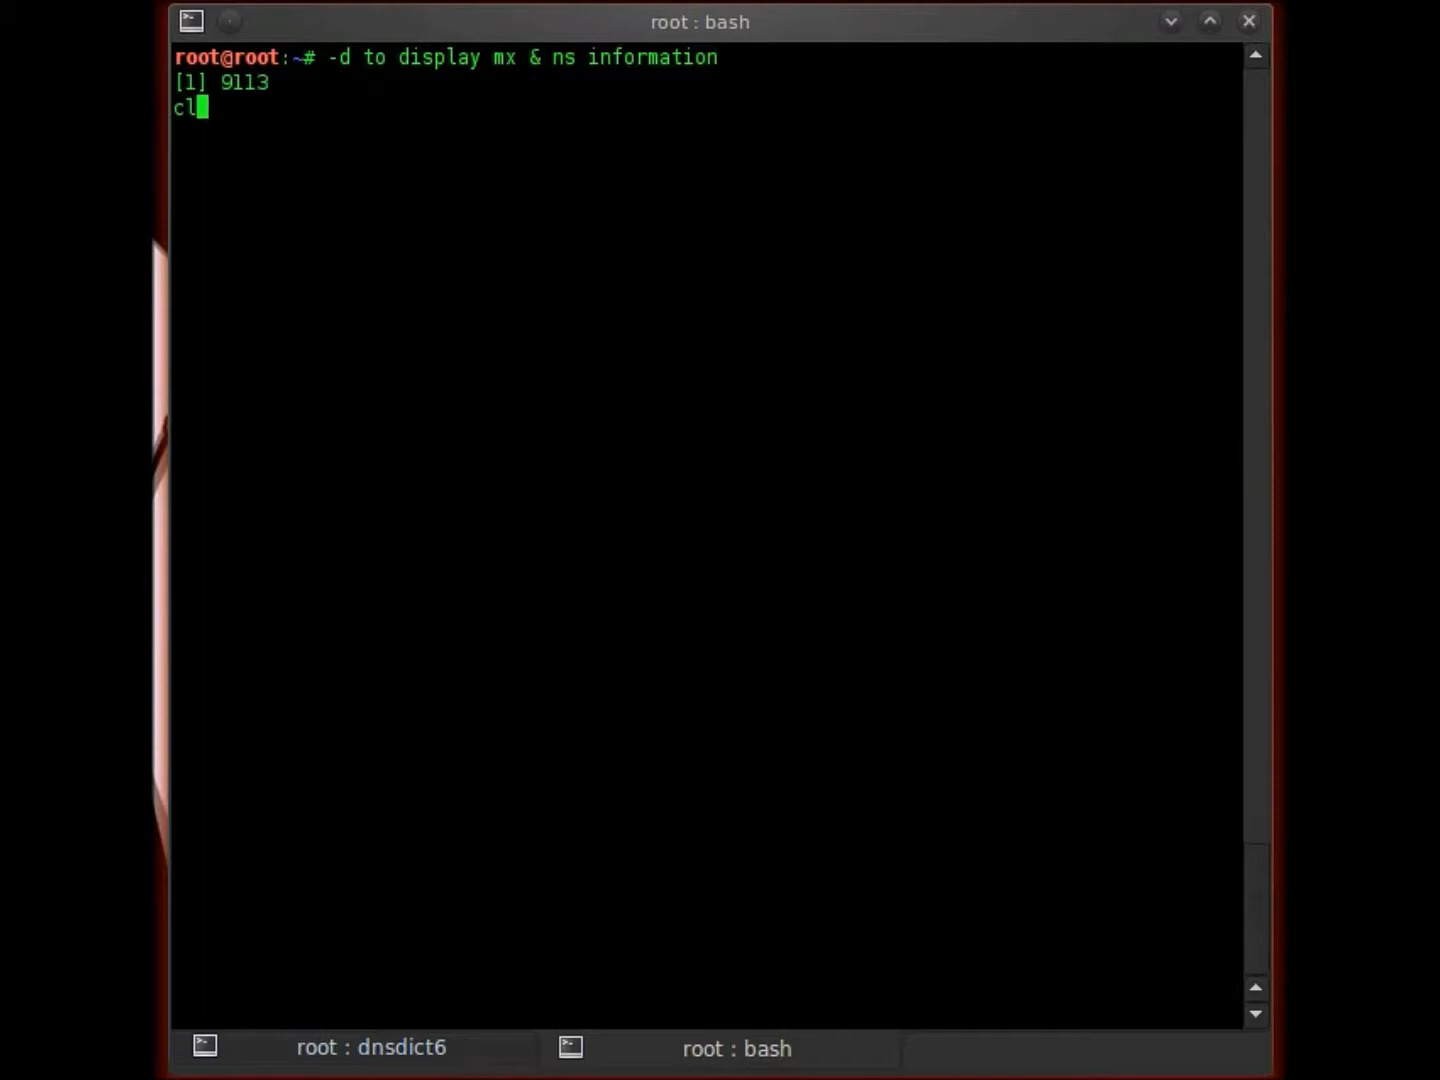 root : bash
root@root:~# -d to display mx & ns information
[1] 9113
cl
root : dnsdict6
root : bash